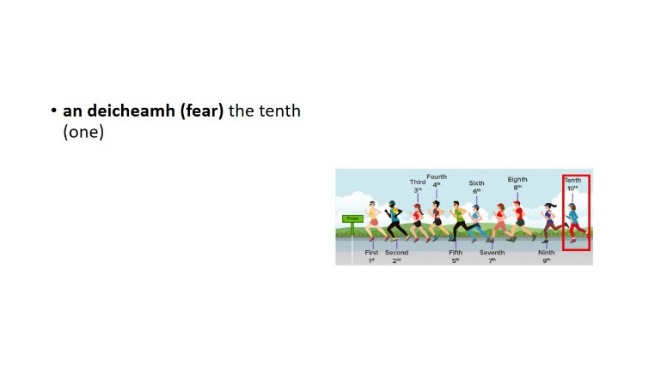 • an deicheamh (fear) the tenth
(one)
Third
3rd
Fourth
4th
Sixth
6th
Eighth
8th
Tenth
10th
First
1st
Second
2nd
Fifth
5th
Seventh
7th
Ninth
9th